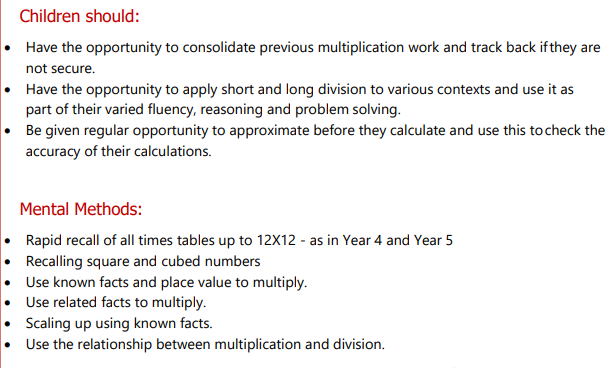 Children should:
• Have the opportunity to consolidate previous multiplication work and track back if they are
not secure.
• Have the opportunity to apply short and long division to various contexts and use it as
part of their varied fluency, reasoning and problem solving.
• Be given regular opportunity to approximate before they calculate and use this to check the
accuracy of their calculations.
Mental Methods:
• Rapid recall of all times tables up to 12X12 - as in Year 4 and Year 5
• Recalling square and cubed numbers
• Use known facts and place value to multiply.
• Use related facts to multiply.
• Scaling up using known facts.
• Use the relationship between multiplication and division.